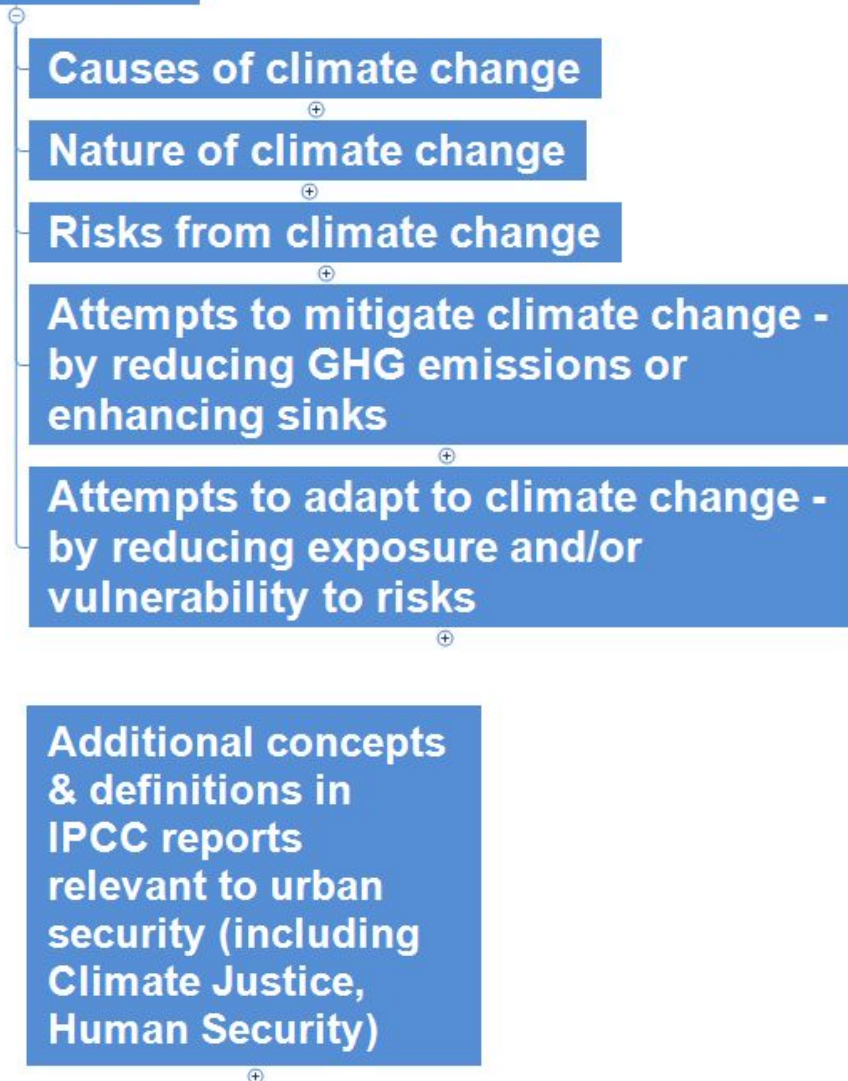 Causes of climate change
Nature of climate change
Risks from climate change
Attempts to mitigate climate change -
by reducing GHG emissions or
enhancing sinks
Attempts to adapt to climate change -
by reducing exposure and/or
vulnerability to risks
Additional concepts
& definitions in
IPCC reports
relevant to urban
security (including
Climate Justice,
Human Security)